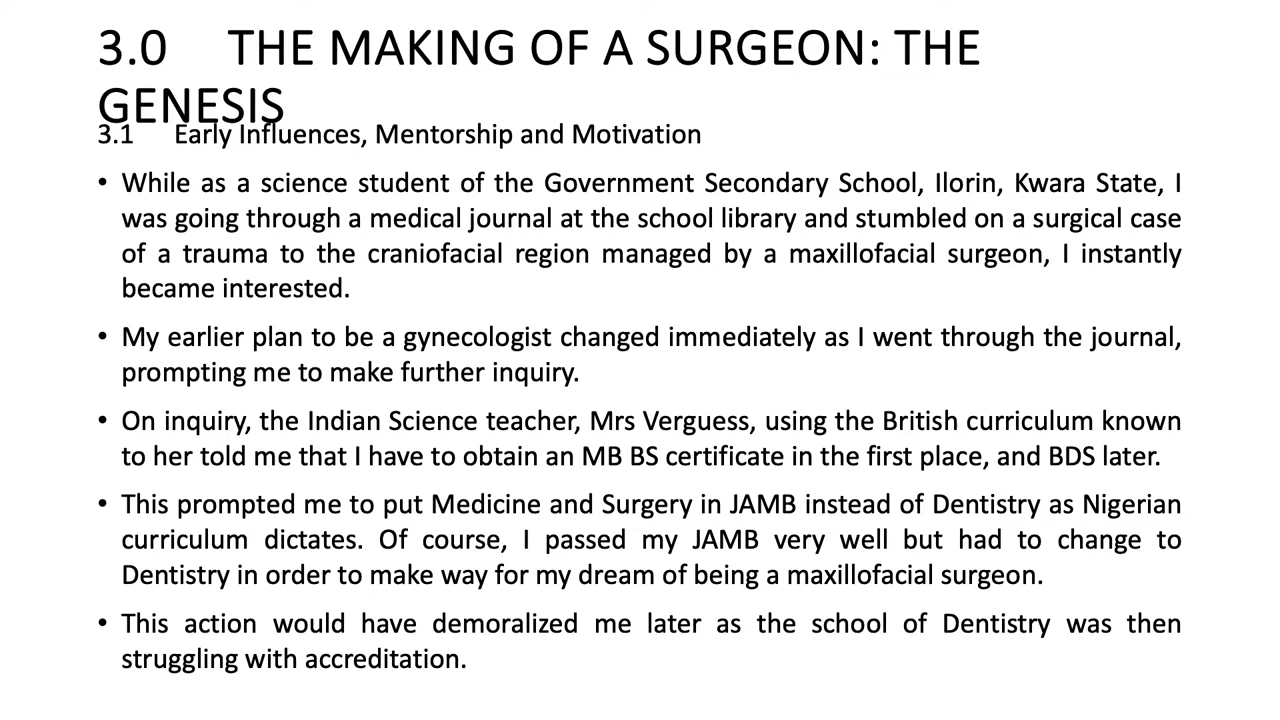 3.0 THE MAKING OF A SURGEON: THE
GENESIS
3.1 Early Influences, Mentorship and Motivation
• While as a science student of the Government Secondary School, Ilorin, Kwara State, I
was going through a medical journal at the school library and stumbled on a surgical case
of a trauma to the craniofacial region managed by a maxillofacial surgeon, I instantly
became interested.
• My earlier plan to be a gynecologist changed immediately as I went through the journal,
prompting me to make further inquiry.
• On inquiry, the Indian Science teacher, Mrs Verguess, using the British curriculum known
to her told me that I have to obtain an MB BS certificate in the first place, and BDS later.
• This prompted me to put Medicine and Surgery in JAMB instead of Dentistry as Nigerian
curriculum dictates. Of course, I passed my JAMB very well but had to change to
Dentistry in order to make way for my dream of being a maxillofacial surgeon.
• This action would have demoralized me later as the school of Dentistry was then
struggling with accreditation.